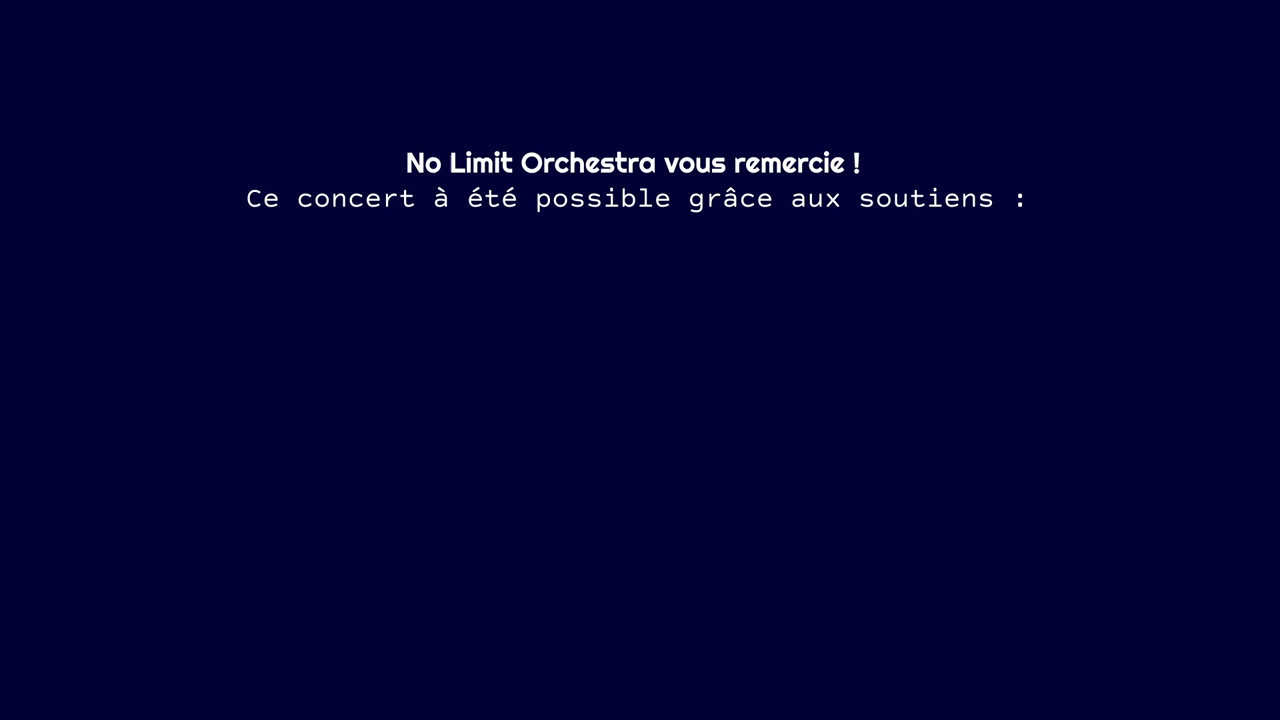 No Limit Orchestra vous remercie !
Ce concert à été possible grâce aux soutiens :